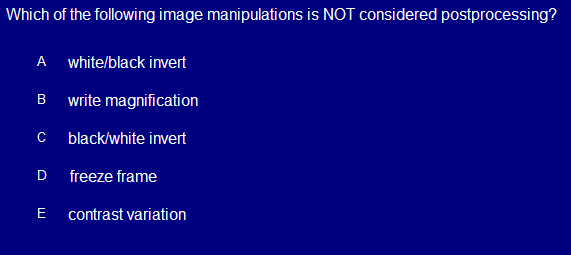 Which of the following image manipulations is NOT considered postprocessing?
A white/black invert
B write magnification
C black/white invert
D freeze frame
E contrast variation